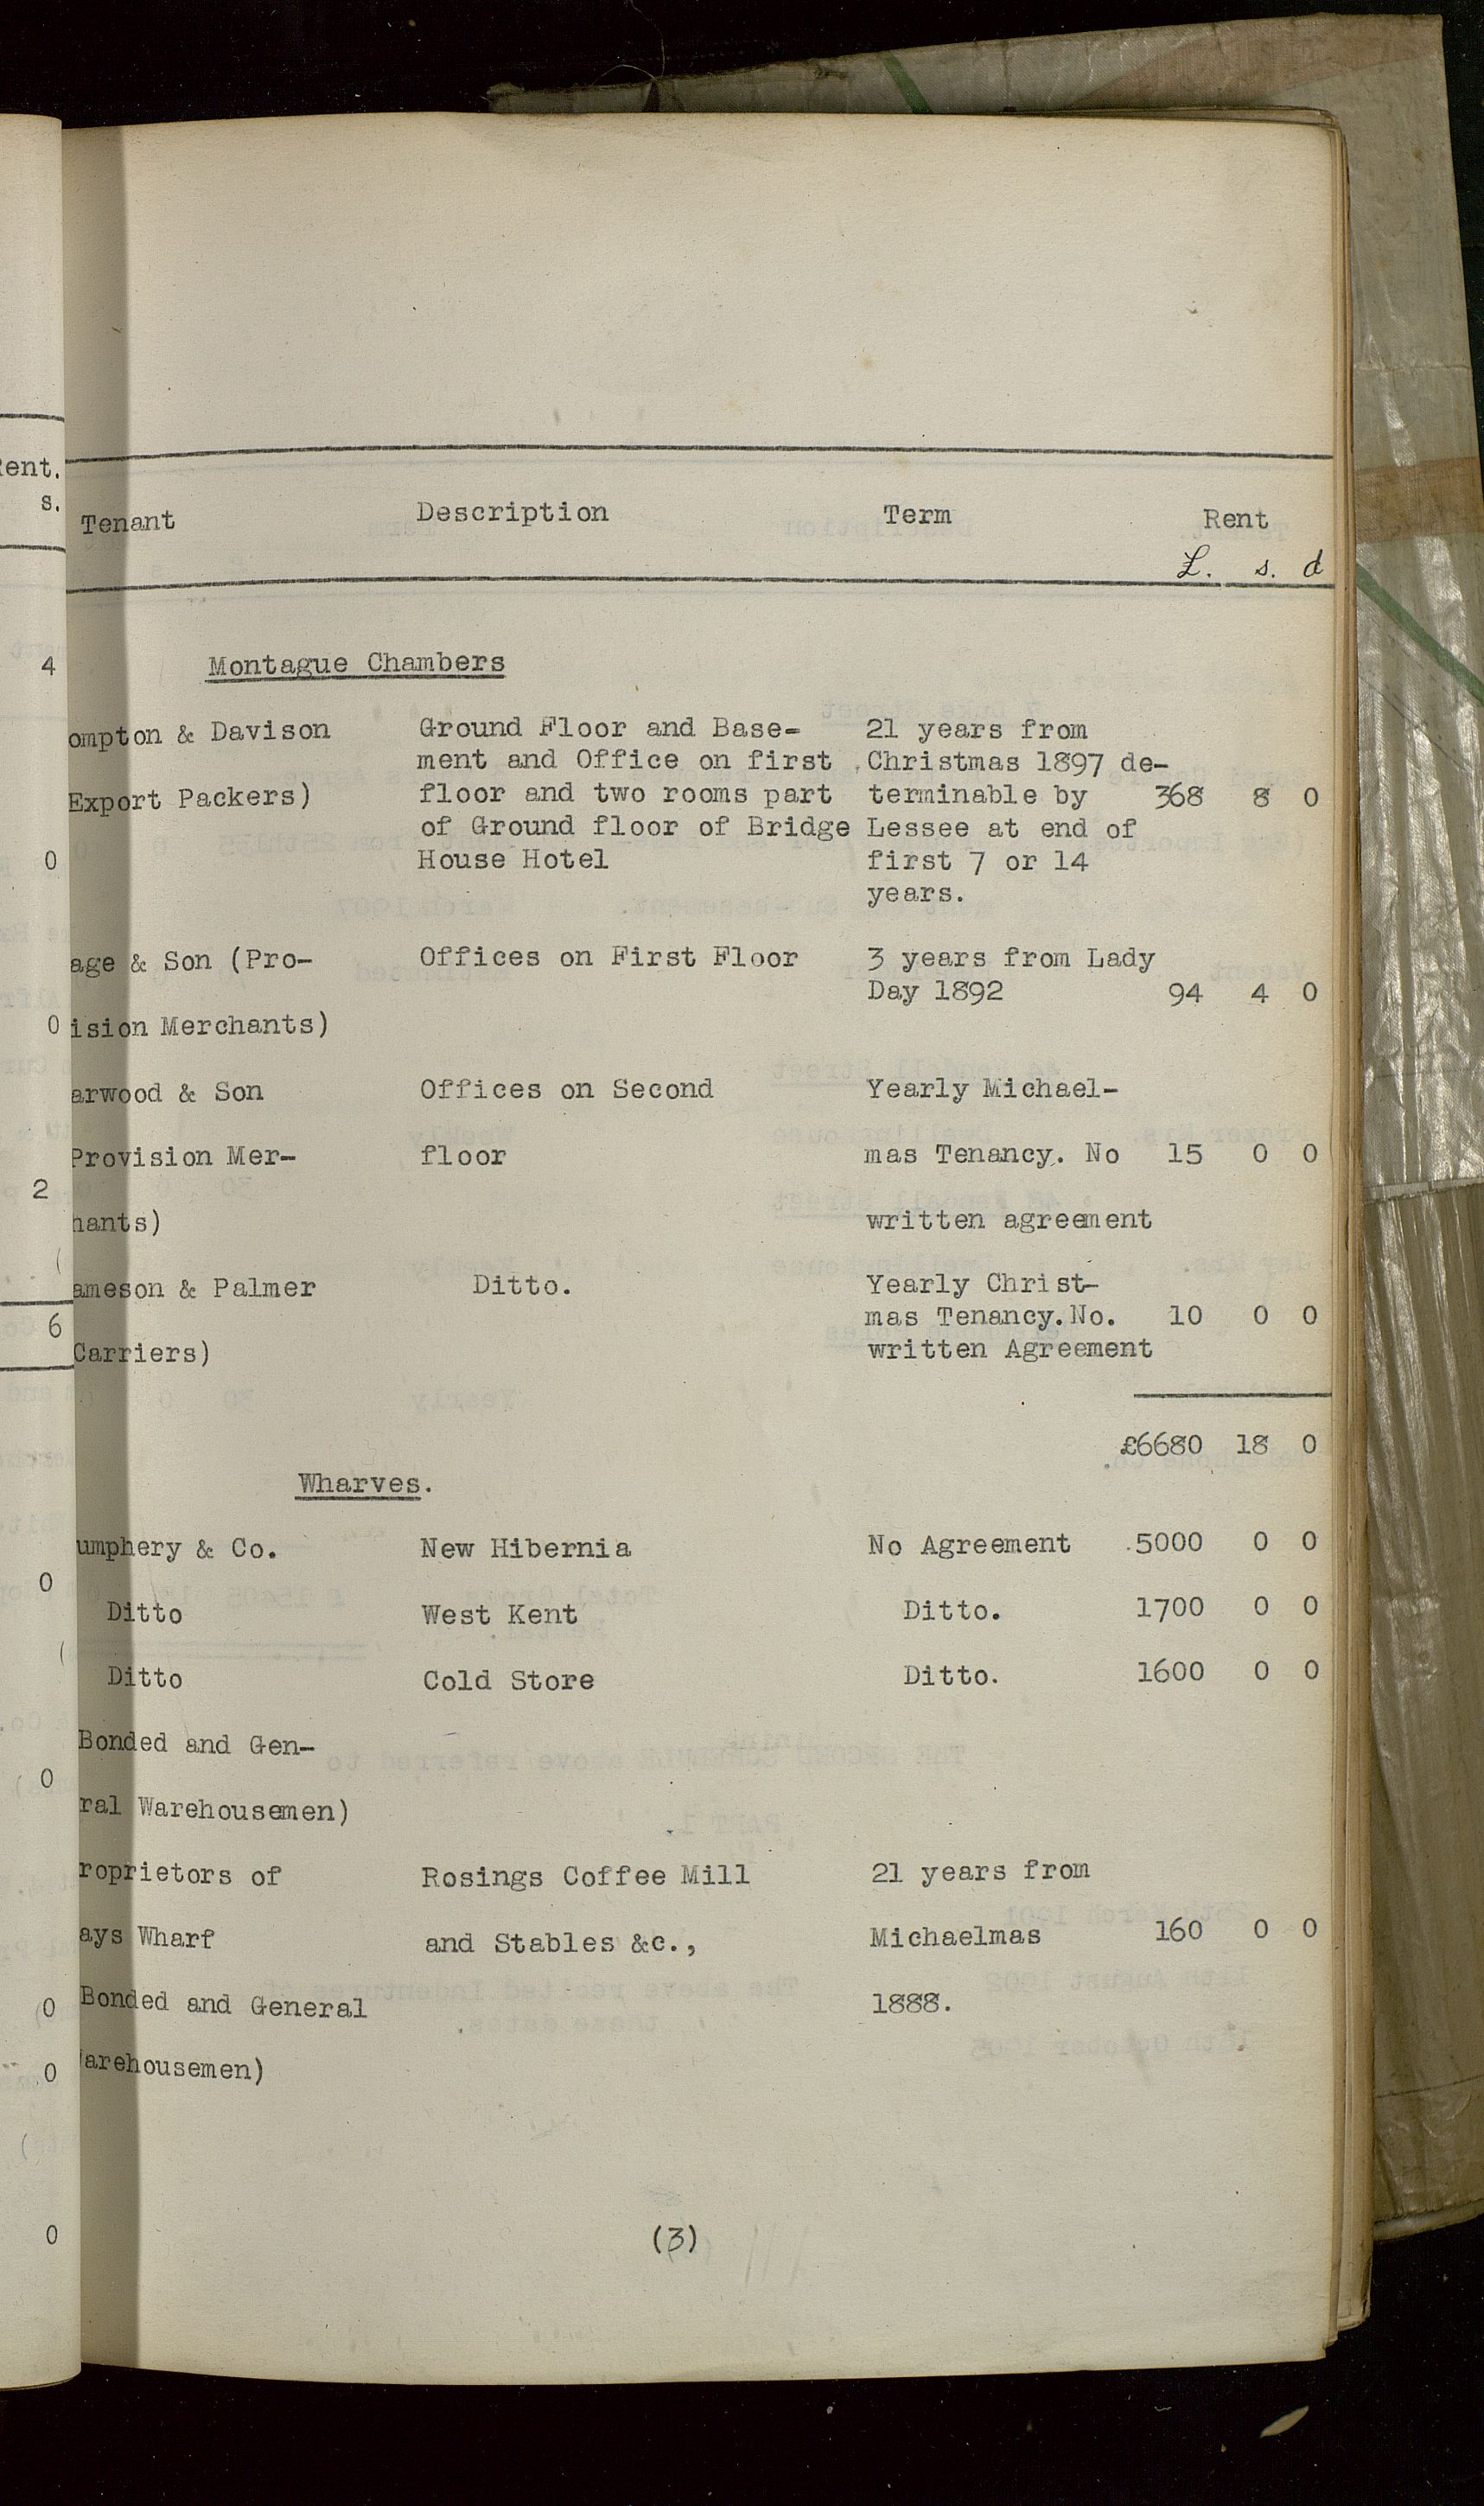 Tenant Description Term Rent
£. s. d
Montague Chambers
ompton & Davison Ground Floor and Base- 21 years from
ment and Office on first Christmas 1897 de-
Export Packers) floor and two rooms part terminable by 368 8 0
of Ground floor of Bridge Lessee at end of
House Hotel first 7 or 14
years.
age & Son (Pro- Offices on First Floor 3 years from Lady
Day 1892 94 4 0
ision Merchants)
arwood & Son Offices on Second Yearly Michael-
Provision Mer- floor mas Tenancy. No 15 0 0
hants) written agreement
ameson & Palmer Ditto. Yearly Christ-
mas Tenancy. No. 10 0 0
Carriers) written Agreement
£6680 18 0
Wharves.
umphery & Co. New Hibernia No Agreement 5000 0 0
Ditto West Kent Ditto. 1700 0 0
Ditto Cold Store Ditto. 1600 0 0
Bonded and Gen-
ral Warehousemen)
roprietors of Rosings Coffee Mill 21 years from
ays Wharf and Stables &c., Michaelmas 160 0 0
Bonded and General 1888.
arehousemen)
(3)
ent.
s.
4
0
0
2
6
0
0
0
0
0